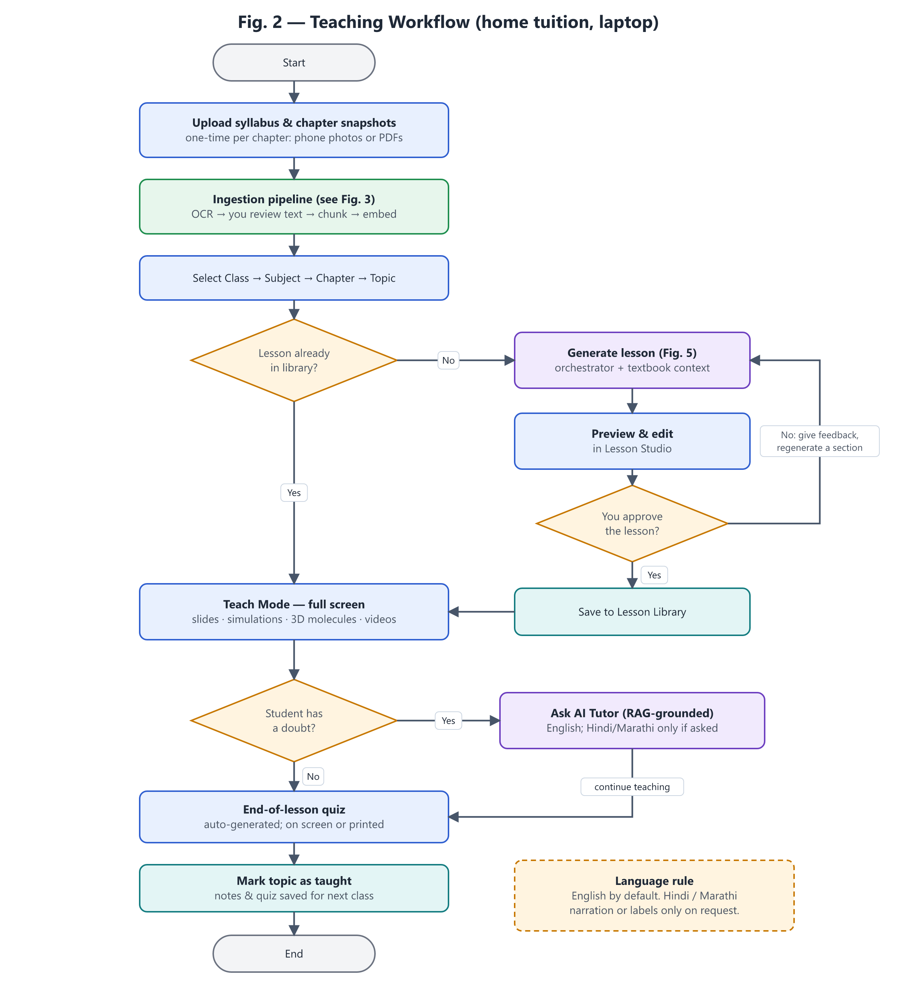 Fig. 2 — Teaching Workflow (home tuition, laptop)
Start
Upload syllabus & chapter snapshots
one-time per chapter: phone photos or PDFs
Ingestion pipeline (see Fig. 3)
OCR → you review text → chunk → embed
Select Class → Subject → Chapter → Topic
Lesson already
in library?
No
Generate lesson (Fig. 5)
orchestrator + textbook context
Preview & edit
in Lesson Studio
No: give feedback,
regenerate a section
Yes
You approve
the lesson?
Yes
Teach Mode — full screen
slides · simulations · 3D molecules · videos
Save to Lesson Library
Student has
a doubt?
Yes
Ask AI Tutor (RAG-grounded)
English; Hindi/Marathi only if asked
No
continue teaching
End-of-lesson quiz
auto-generated; on screen or printed
Mark topic as taught
notes & quiz saved for next class
Language rule
English by default. Hindi / Marathi
narration or labels only on request.
End